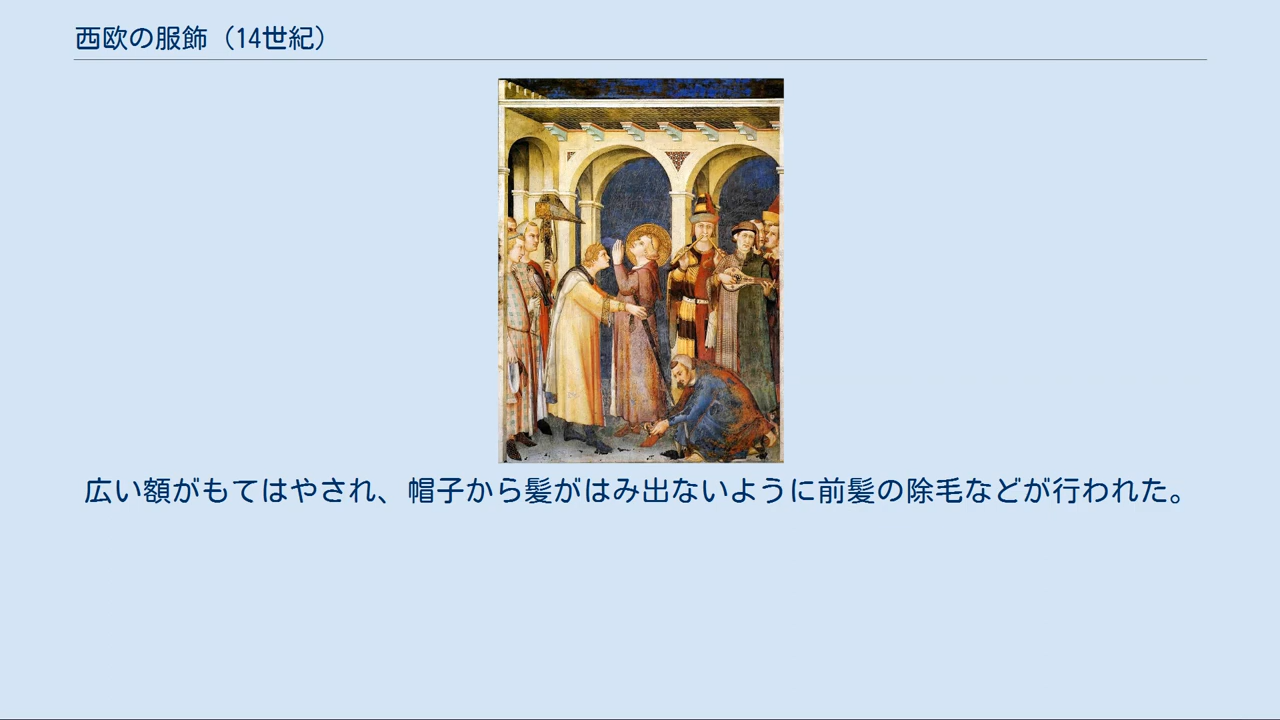 西欧の服飾（14世紀）
広い額がもてはやされ、帽子から髪がはみ出ないように前髪の除毛などが行われた。